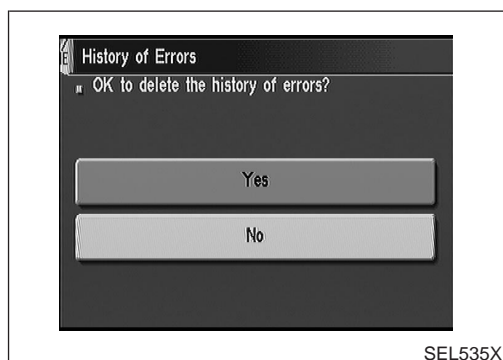 E
History of Errors
OK to delete the history of errors?
Yes
No
SEL535X